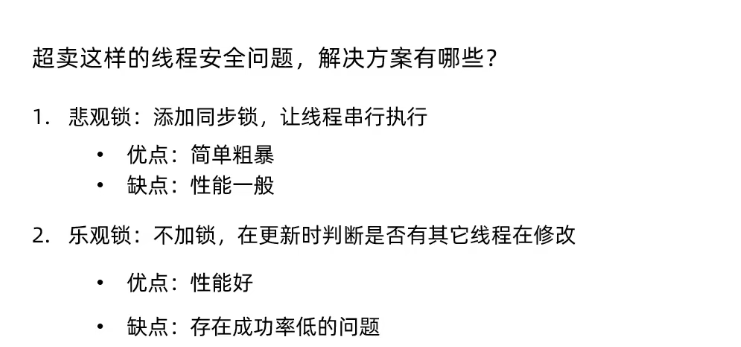 超卖这样的线程安全问题，解决方案有哪些？
1. 悲观锁：添加同步锁，让线程串行执行
• 优点：简单粗暴
• 缺点：性能一般
2. 乐观锁：不加锁，在更新时判断是否有其它线程在修改
• 优点：性能好
• 缺点：存在成功率低的问题